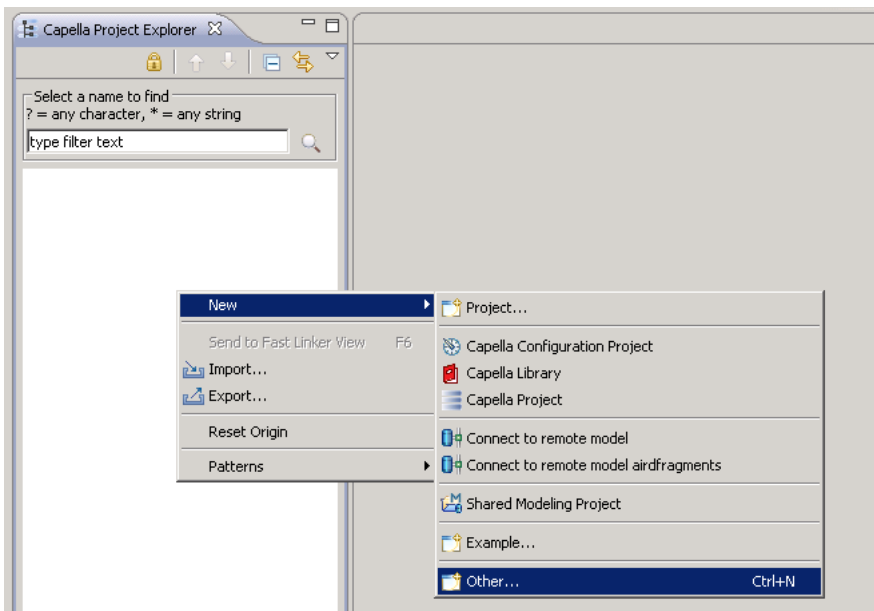 Capella Project Explorer
Select a name to find
? = any character, * = any string
type filter text
New
Send to Fast Linker View F6
Import...
Export...
Reset Origin
Patterns
Project...
Capella Configuration Project
Capella Library
Capella Project
Connect to remote model
Connect to remote model airdfragments
Shared Modeling Project
Example...
Other... Ctrl+N